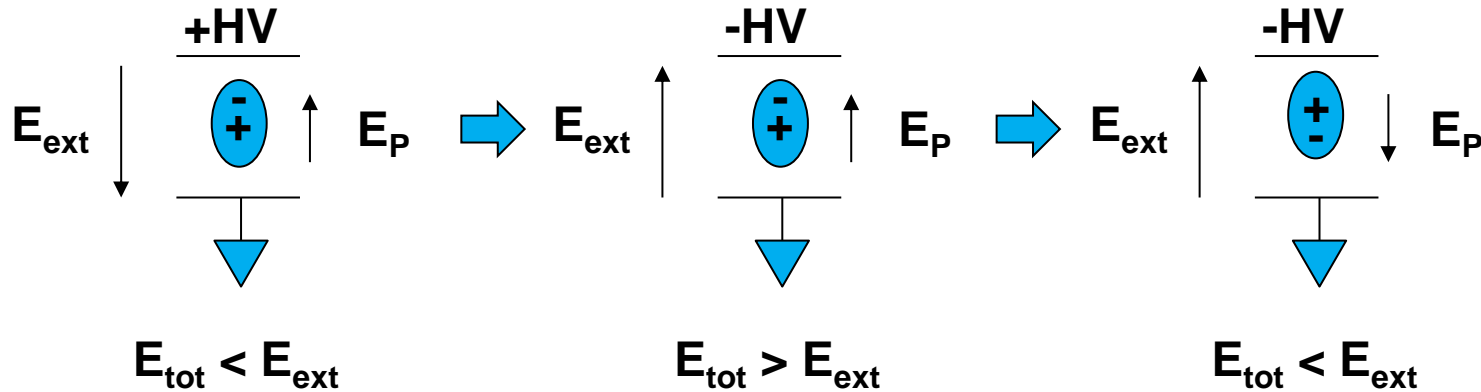 +HV -HV -HV
- - +
E_ext + E_P E_ext + E_P E_ext - E_P
E_tot < E_ext E_tot > E_ext E_tot < E_ext